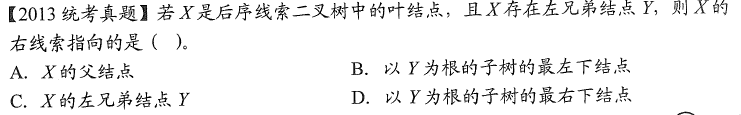 【2013 统考真题】若 X 是后序线索二叉树中的叶结点，且 X 存在左兄弟结点 Y，则 X 的
右线索指向的是（ ）。
A. X 的父结点 B. 以 Y 为根的子树的最左下结点
C. X 的左兄弟结点 Y D. 以 Y 为根的子树的最右下结点